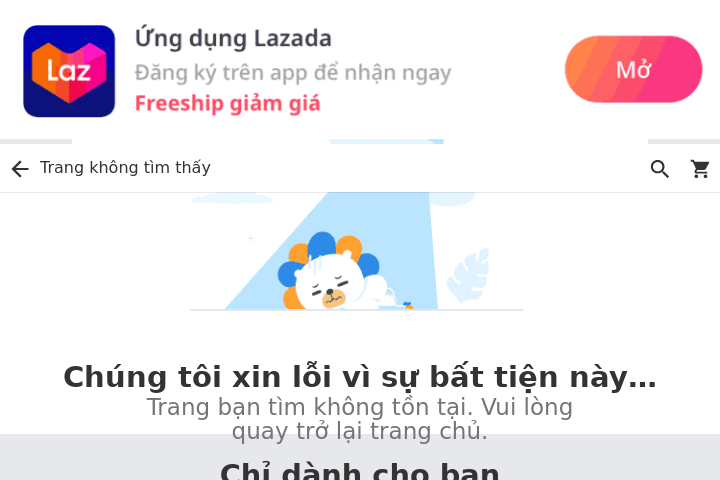 Ứng dụng Lazada
Laz
Đăng ký trên app để nhận ngay
Mở
Freeship giảm giá
Trang không tìm thấy
Chúng tôi xin lỗi vì sự bất tiện này...
Trang bạn tìm không tồn tại. Vui lòng
quay trở lại trang chủ.
Chỉ dành cho bạn